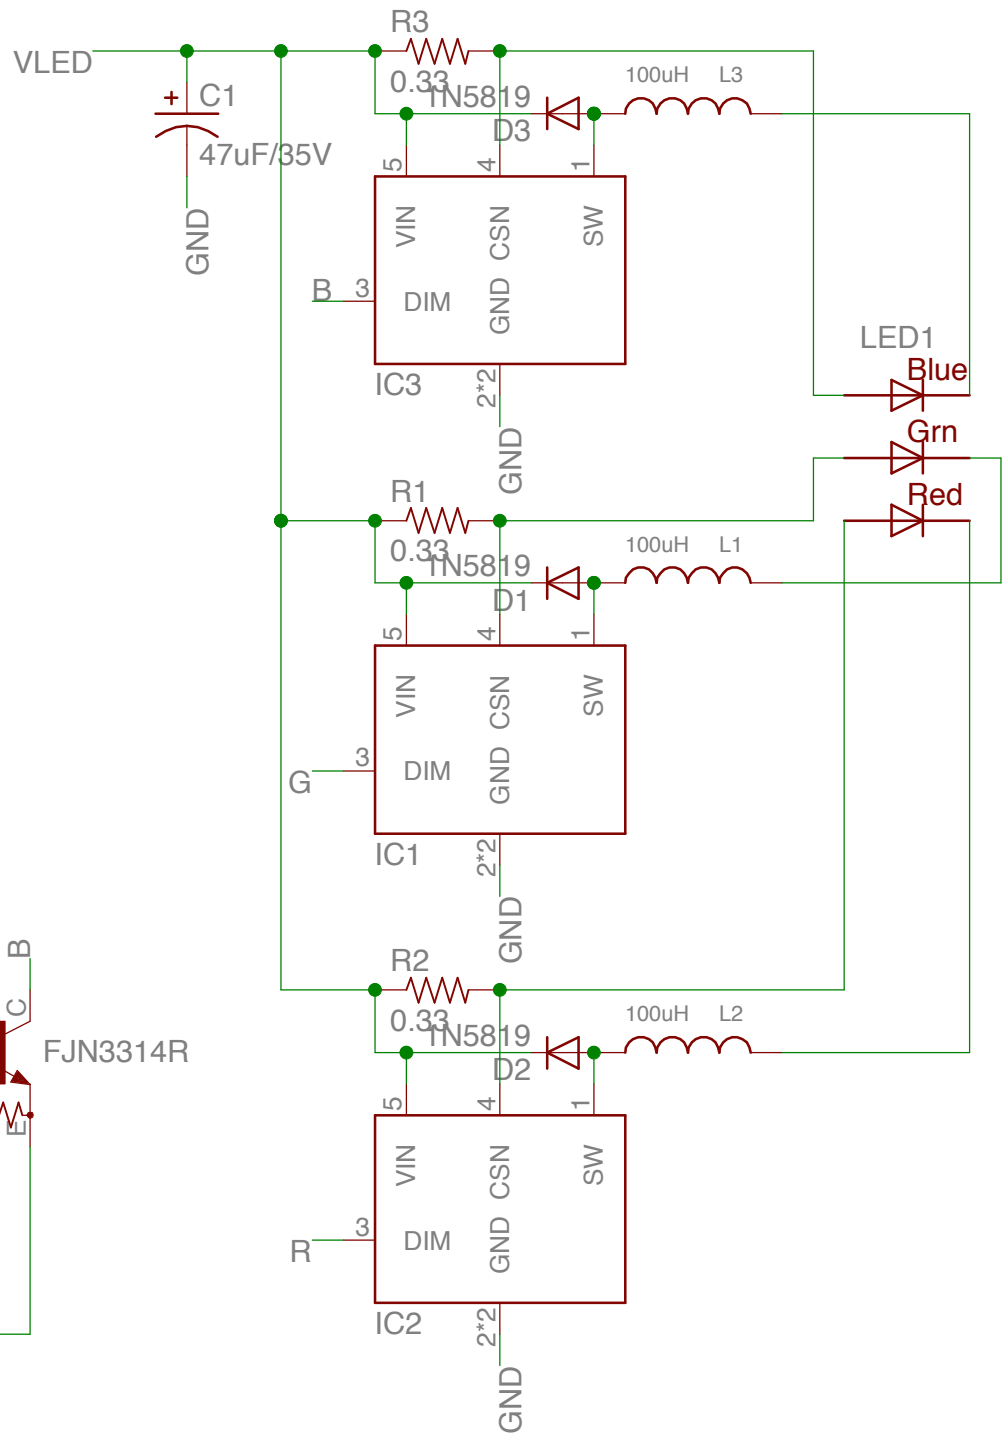 VLED
+
C1
47uF/35V
GND
R3
0.33
1N5819
D3
100uH
L3
5
4
1
VIN
CSN
SW
B
3
DIM
GND
IC3
2*2
GND
LED1
Blue
Grn
Red
R1
0.33
1N5819
D1
100uH
L1
5
4
1
VIN
CSN
SW
G
3
DIM
GND
IC1
2*2
GND
B
C
FJN3314R
E
R2
0.33
1N5819
D2
100uH
L2
5
4
1
VIN
CSN
SW
R
3
DIM
GND
IC2
2*2
GND